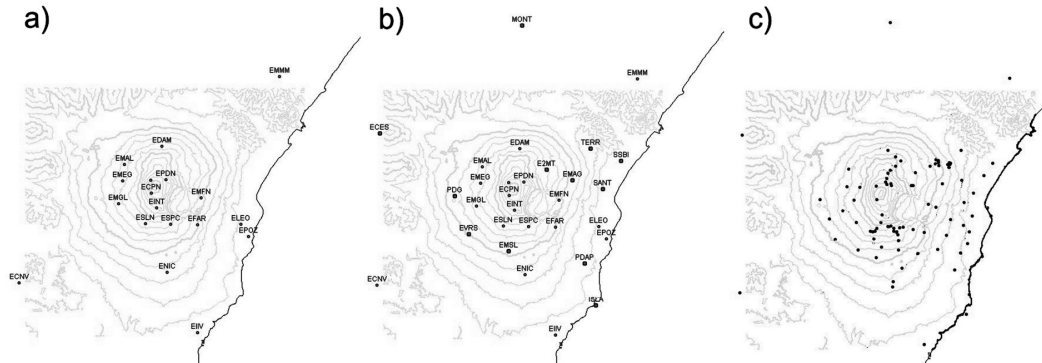 a)
EMMM
EDAM
EMAL
EMEG
EPDN
ECPN
EMGL
EMFN
EINT
ESLN
ESPC
EFAR
ELEO
EPOZ
ENIC
ECNV
EIIV
b)
MONT
EMMM
ECES
EDAM
TERR
SSBI
EMAL
E2MT
EMEG
EPDN
EMAG
ECPN
SANT
PDG
EMFN
EMGL
EINT
ESLN
ESPC
EFAR
ELEO
EVRS
EPOZ
EMSL
PDAP
ENIC
ECNV
ISLA
EIIV
c)